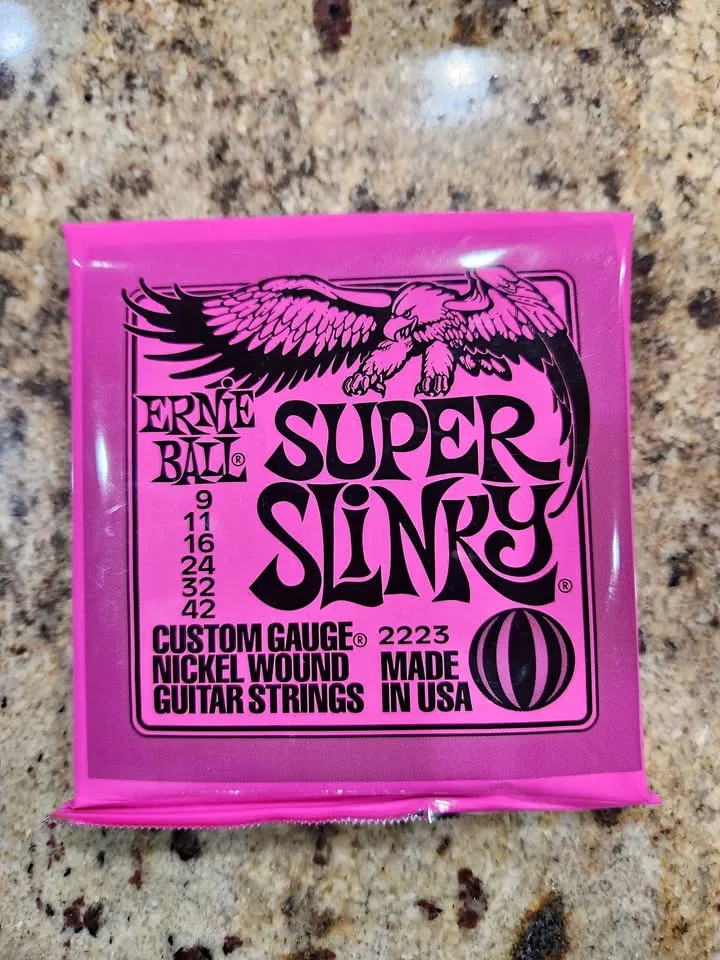 ERNiE
BALL®
SUPER
SLiNKY®
9
11
16
24
32
42
CUSTOM GAUGE® 2223
NICKEL WOUND
GUITAR STRINGS
MADE
IN USA